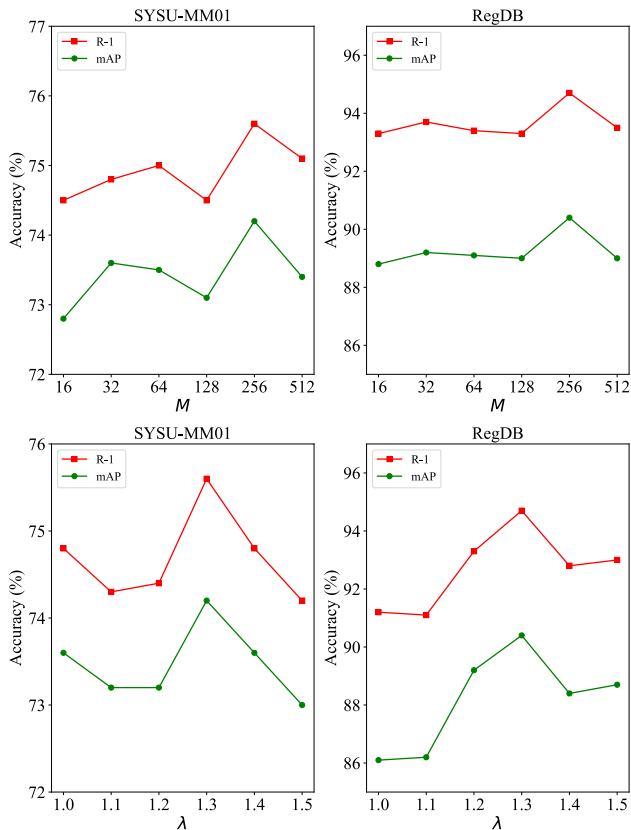 SYSU-MM01
77
76
75
74
73
72
Accuracy (%)
R-1
mAP
16 32 64 128 256 512
M
RegDB
96
94
92
90
88
86
Accuracy (%)
R-1
mAP
16 32 64 128 256 512
M
SYSU-MM01
76
75
74
73
72
Accuracy (%)
R-1
mAP
1.0 1.1 1.2 1.3 1.4 1.5
λ
RegDB
96
94
92
90
88
86
Accuracy (%)
R-1
mAP
1.0 1.1 1.2 1.3 1.4 1.5
λ